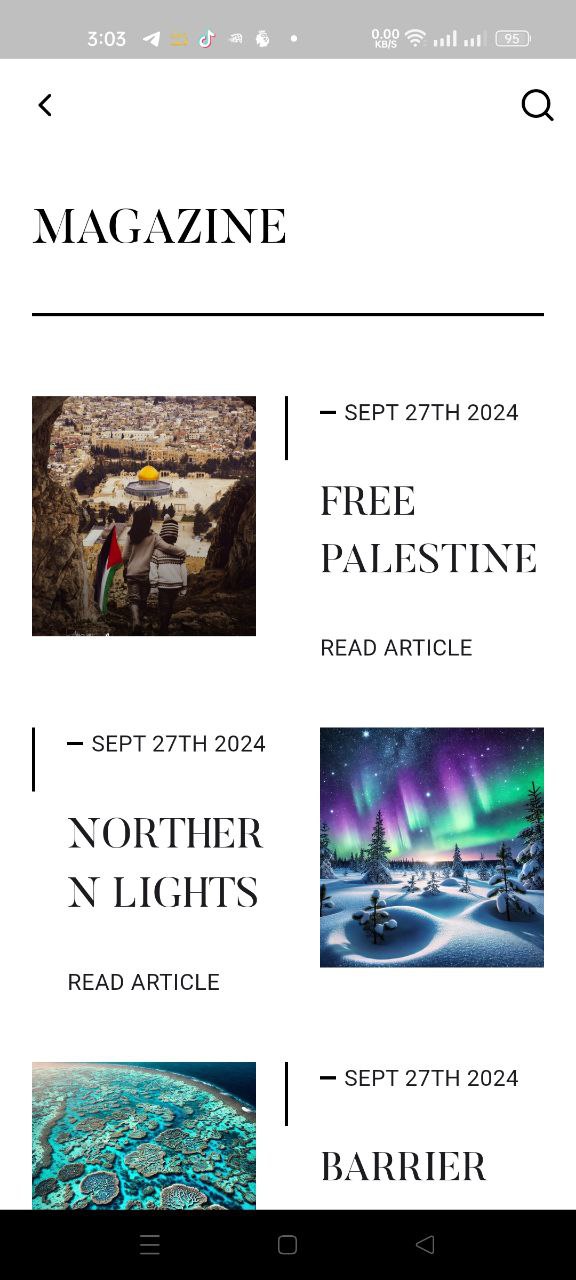 3:03
0.00
KB/S
95
MAGAZINE
SEPT 27TH 2024
FREE
PALESTINE
READ ARTICLE
SEPT 27TH 2024
NORTHER
N LIGHTS
READ ARTICLE
SEPT 27TH 2024
BARRIER